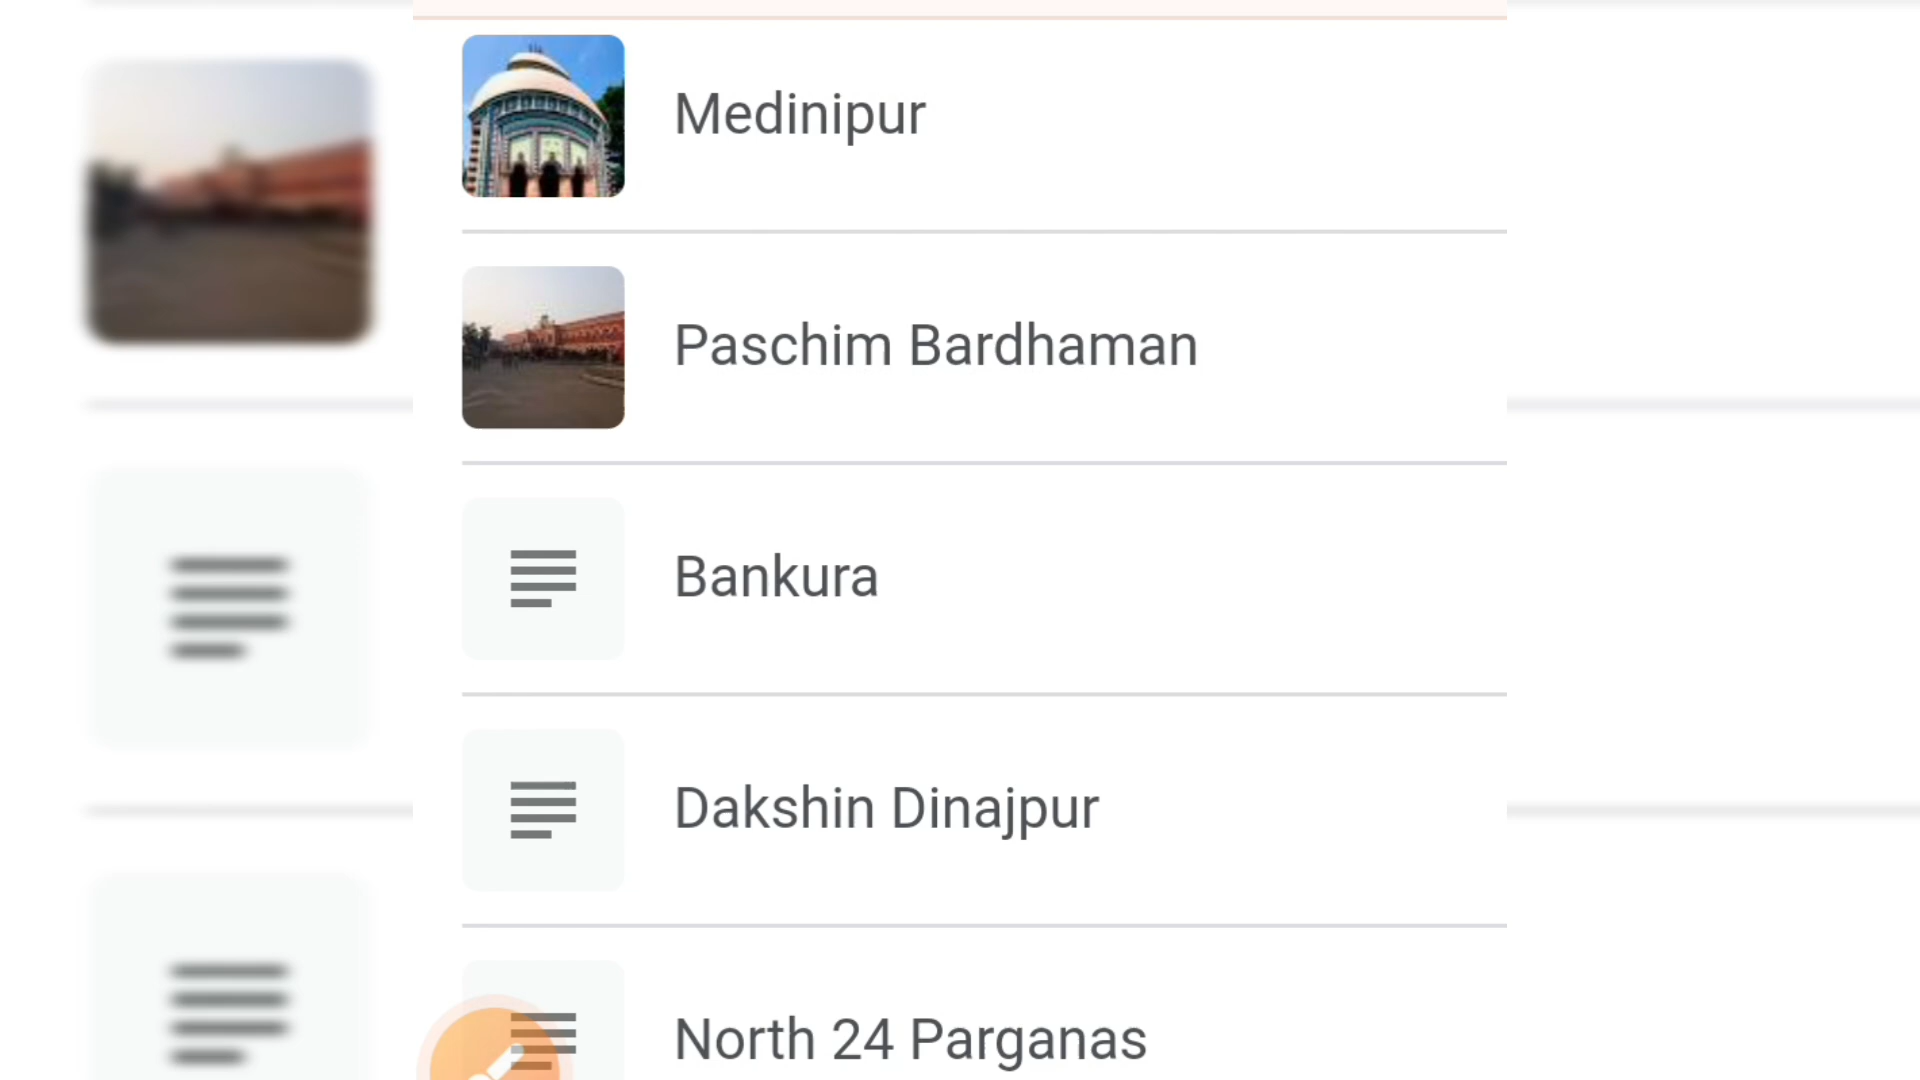 Medinipur
Paschim Bardhaman
Bankura
Dakshin Dinajpur
North 24 Parganas